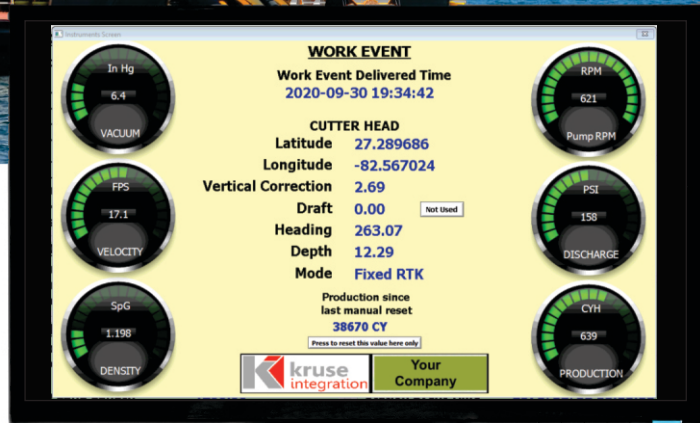 Instruments Screen
WORK EVENT
Work Event Delivered Time
2020-09-30 19:34:42
CUTTER HEAD
Latitude 27.289686
Longitude -82.567024
Vertical Correction 2.69
Draft 0.00 Not Used
Heading 263.07
Depth 12.29
Mode Fixed RTK
Production since
last manual reset
38670 CY
Press to reset this value here only
kruse
integration
Your
Company
In Hg
6.4
VACUUM
FPS
17.1
VELOCITY
SpG
1.198
DENSITY
RPM
621
Pump RPM
PSI
158
DISCHARGE
CYH
639
PRODUCTION